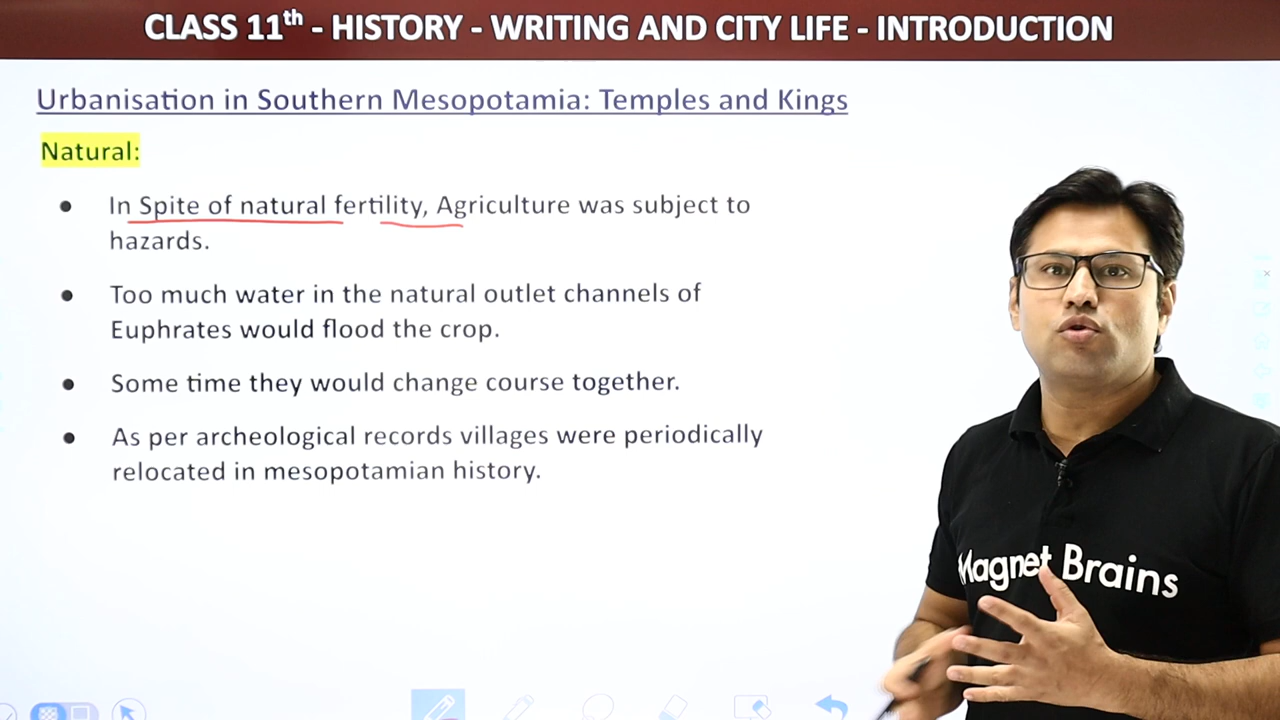 CLASS 11th - HISTORY - WRITING AND CITY LIFE - INTRODUCTION
Urbanisation in Southern Mesopotamia: Temples and Kings
Natural:
● In Spite of natural fertility, Agriculture was subject to
hazards.
● Too much water in the natural outlet channels of
Euphrates would flood the crop.
● Some time they would change course together.
● As per archeological records villages were periodically
relocated in mesopotamian history.
Magnet Brains